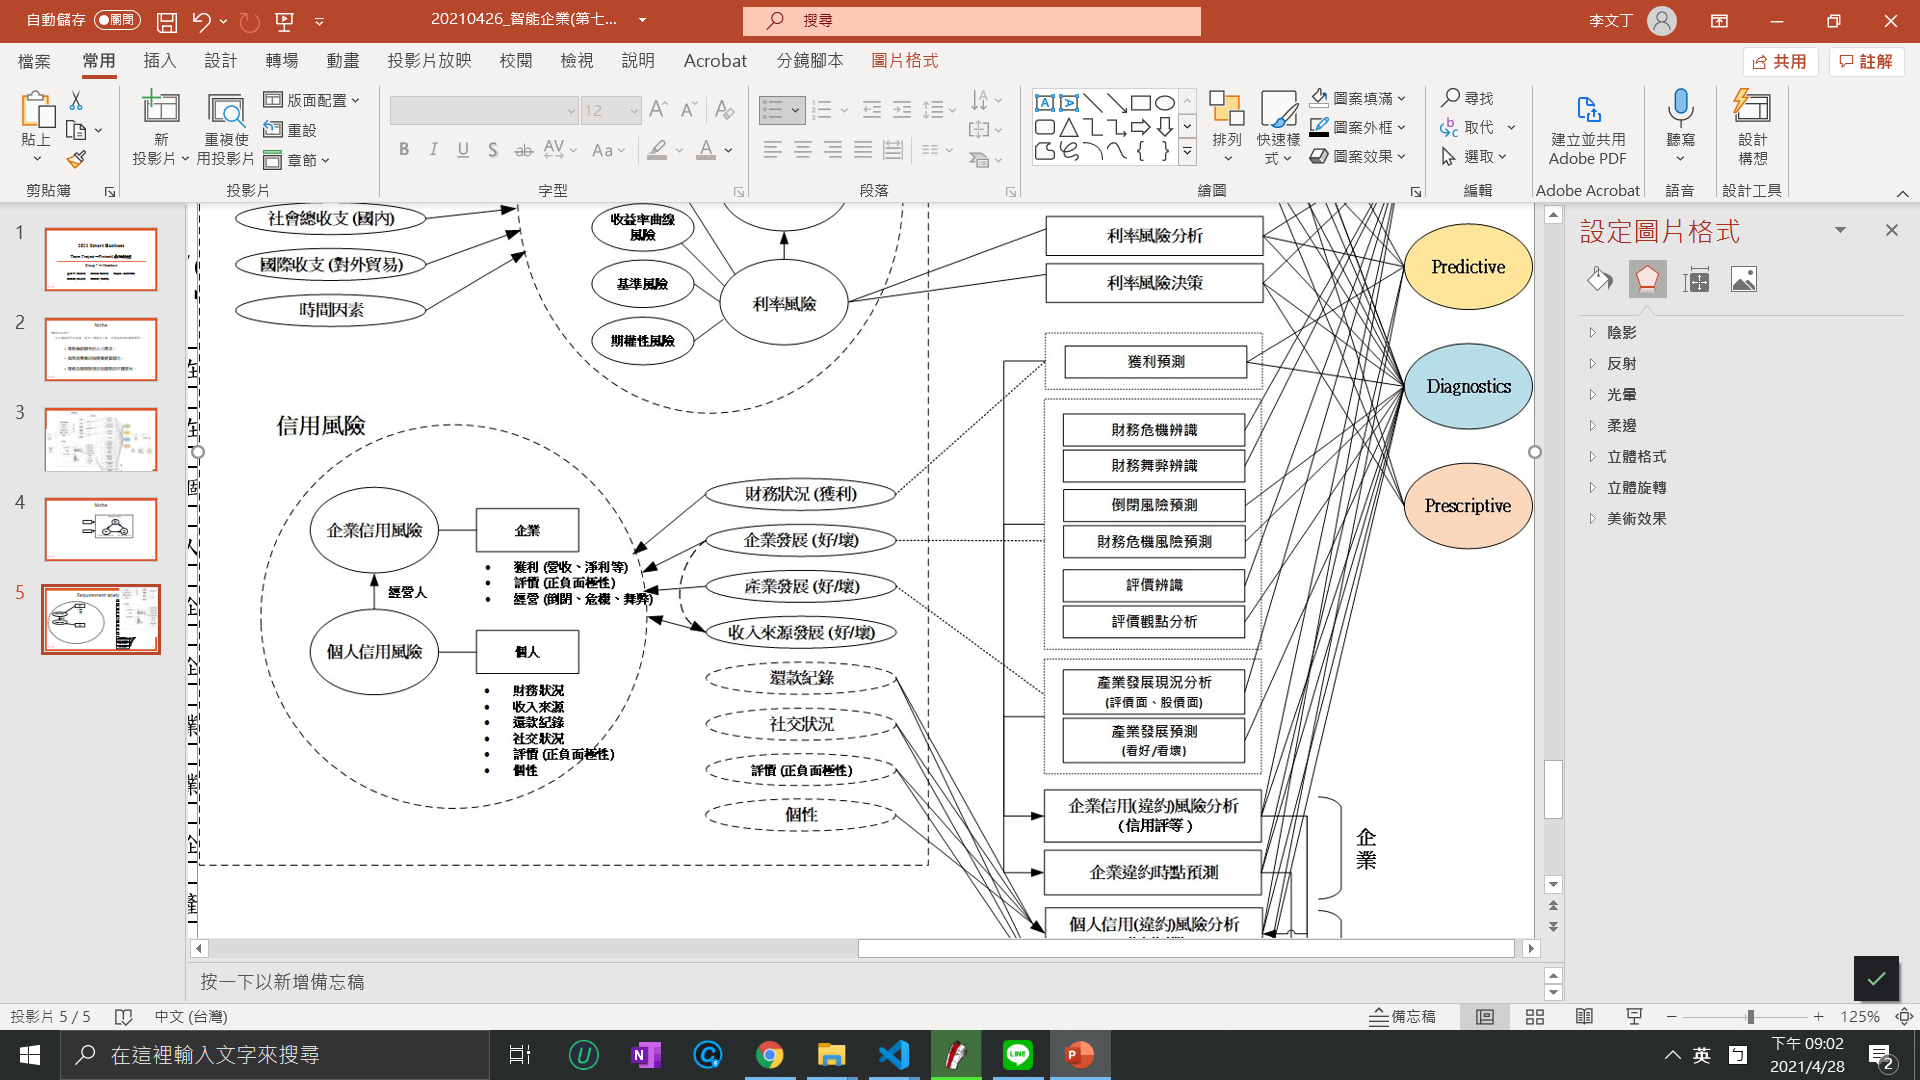 自動儲存 關閉
20210426_智能企業(第七...
搜尋
李文丁
檔案 常用 插入 設計 轉場 動畫 投影片放映 校閱 檢視 說明 Acrobat 分鏡腳本 圖片格式
共用 註解
貼上
剪貼簿
新
投影片
重複使
用投影片
版面配置
重設
章節
投影片
12
B I U S ab AV Aa A
字型
段落
排列
快速樣
式
圖案填滿
圖案外框
圖案效果
繪圖
尋找
取代
選取
編輯
建立並共用
Adobe PDF
Adobe Acrobat
聽寫
語音
設計
構想
設計工具
1
2
Niche
3
4
Niche
5
社會總收支 (國內)
國際收支 (對外貿易)
時間因素
收益率曲線
風險
基準風險
期權性風險
利率風險
利率風險分析
利率風險決策
獲利預測
財務危機辨識
財務舞弊辨識
倒閉風險預測
財務危機風險預測
評價辨識
評價觀點分析
產業發展現況分析
(評價面、股價面)
產業發展預測
(看好/看壞)
企業信用(違約)風險分析
(信用評等)
企業違約時點預測
個人信用(違約)風險分析
企業
Predictive
Diagnostics
Prescriptive
信用風險
企業信用風險
企業
獲利 (營收、淨利等)
評價 (正負面極性)
經營 (倒閉、危機、舞弊)
經營人
個人信用風險
個人
財務狀況
收入來源
還款紀錄
社交狀況
評價 (正負面極性)
個性
財務狀況 (獲利)
企業發展 (好/壞)
產業發展 (好/壞)
收入來源發展 (好/壞)
還款紀錄
社交狀況
評價 (正負面極性)
個性
設定圖片格式
陰影
反射
光暈
柔邊
立體格式
立體旋轉
美術效果
按一下以新增備忘稿
投影片 5 / 5
中文 (台灣)
備忘稿
125%
在這裡輸入文字來搜尋
英
下午 09:02
2021/4/28
2